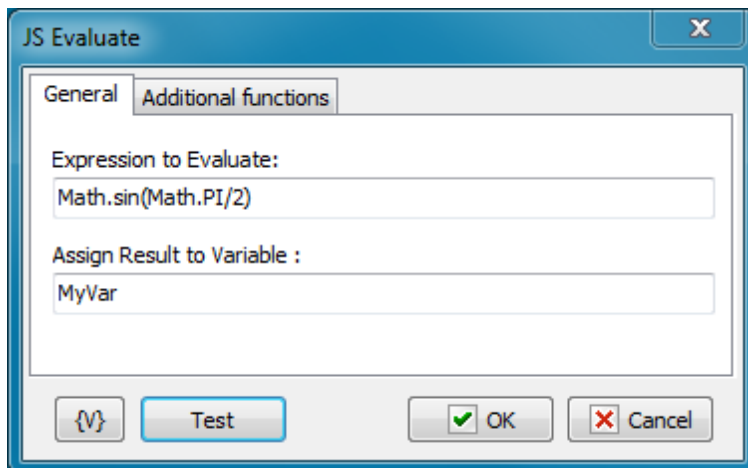 JS Evaluate
General Additional functions
Expression to Evaluate:
Math.sin(Math.PI/2)
Assign Result to Variable :
MyVar
{V} Test OK Cancel